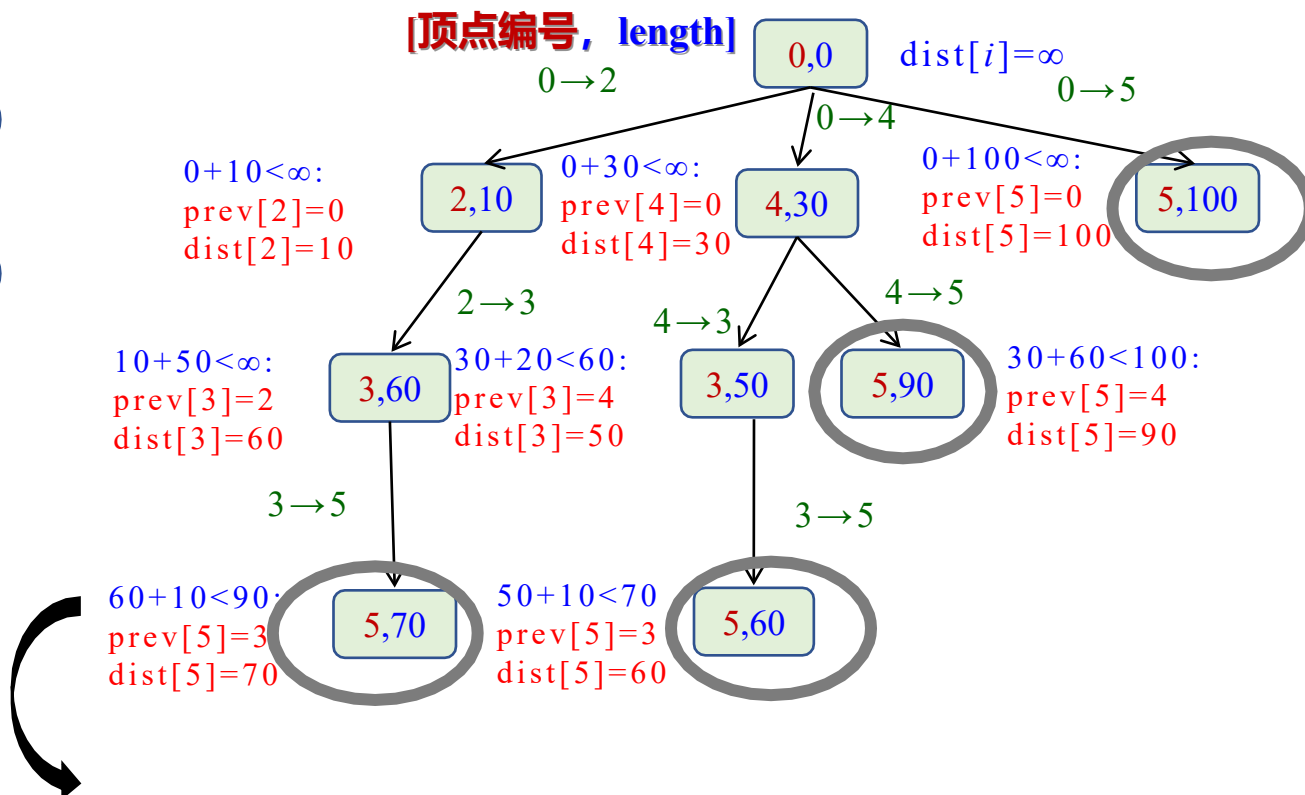 [顶点编号，length]
0,0
dist[i]=∞
0→2
0→4
0→5
0+10<∞:
prev[2]=0
dist[2]=10
2,10
0+30<∞:
prev[4]=0
dist[4]=30
4,30
0+100<∞:
prev[5]=0
dist[5]=100
5,100
2→3
4→3
4→5
10+50<∞:
prev[3]=2
dist[3]=60
3,60
30+20<60:
prev[3]=4
dist[3]=50
3,50
5,90
30+60<100:
prev[5]=4
dist[5]=90
3→5
3→5
60+10<90:
prev[5]=3
dist[5]=70
5,70
50+10<70
prev[5]=3
dist[5]=60
5,60